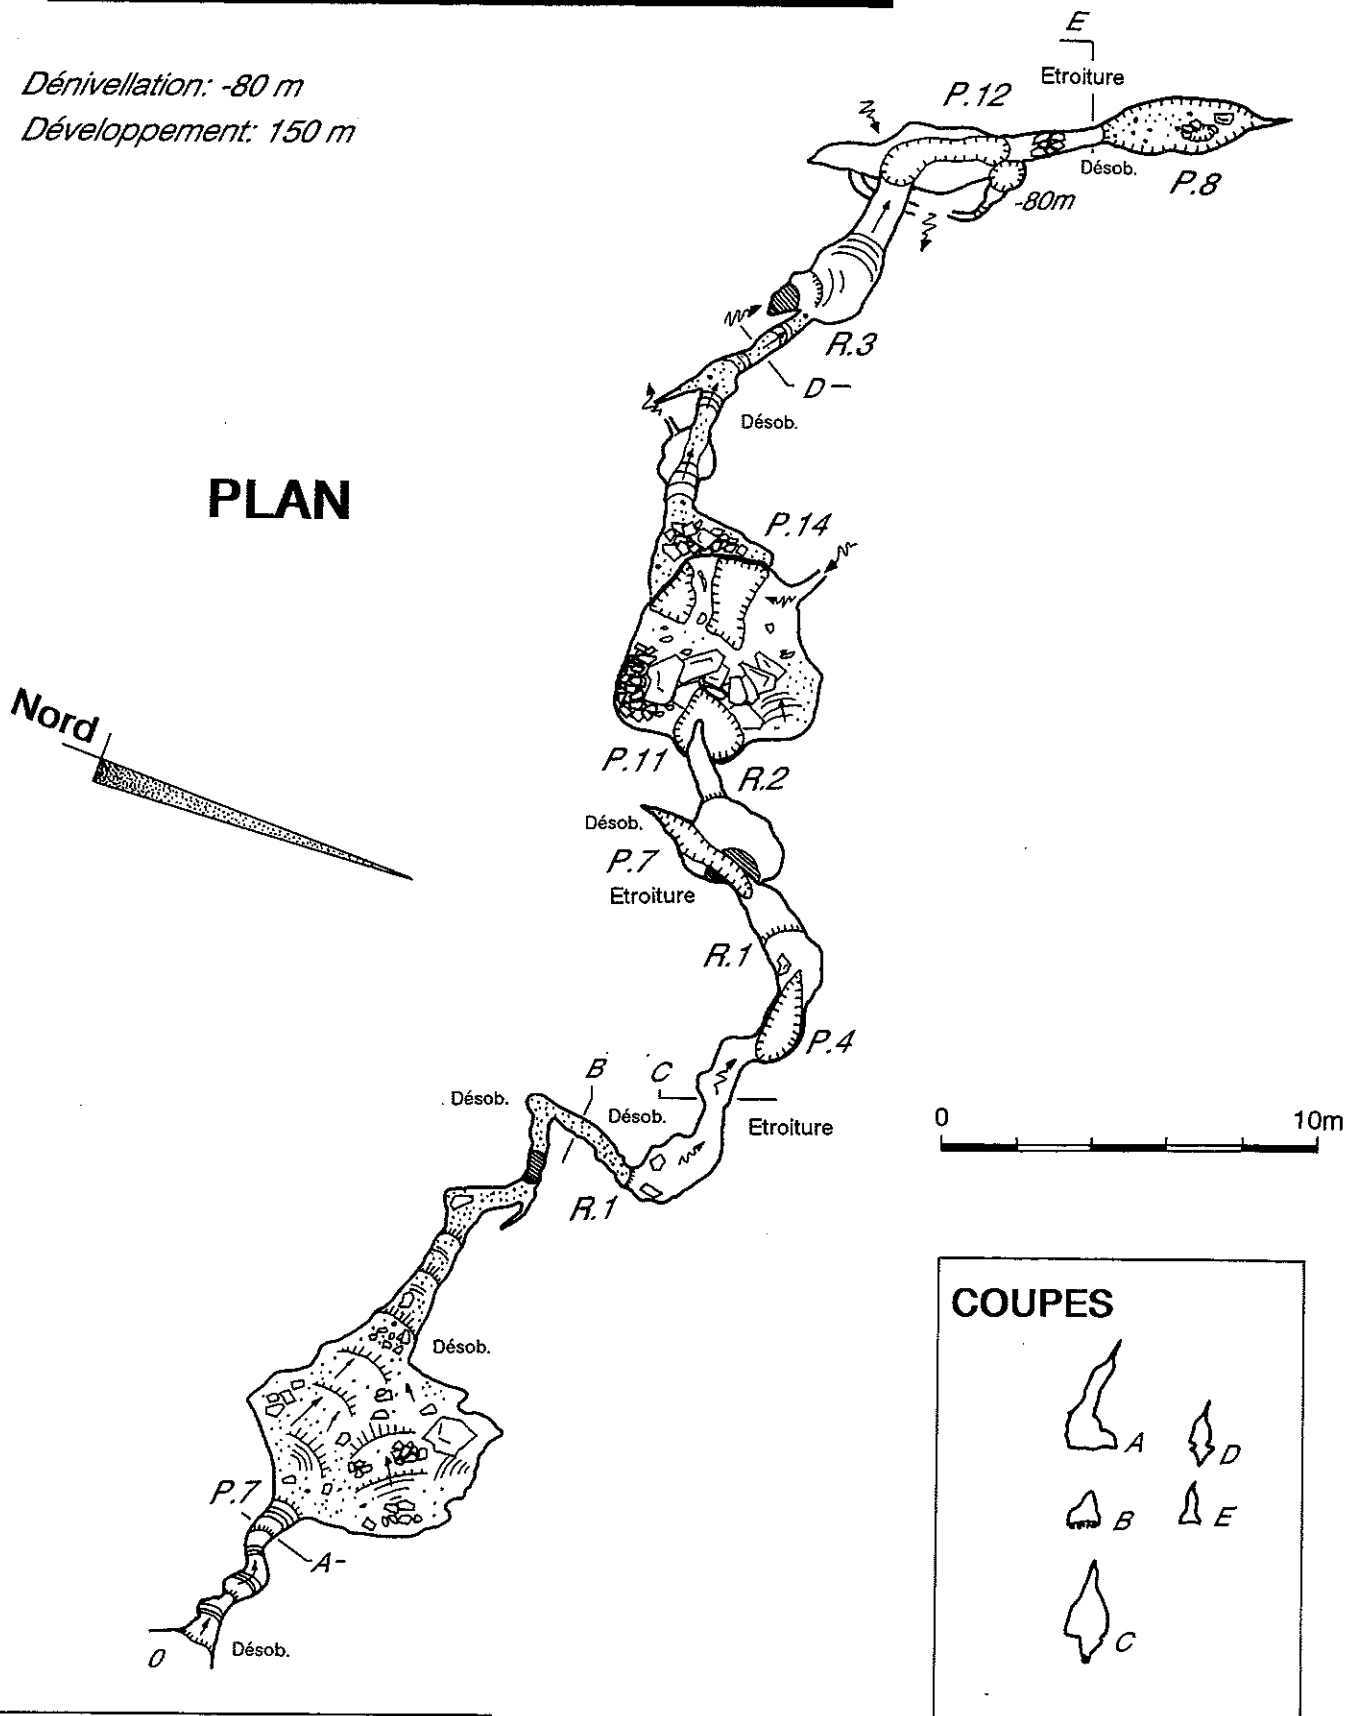 Dénivellation: -80 m
Développement: 150 m
E
Etroiture
P.12
Désob.
P.8
-80m
R.3
D
Désob.
PLAN
P.14
Nord
P.11
R.2
Désob.
P.7
Etroiture
R.1
P.4
B
C
Désob.
Désob.
Etroiture
R.1
0
10m
Désob.
P.7
A
0
Désob.
COUPES
A
D
B
E
C